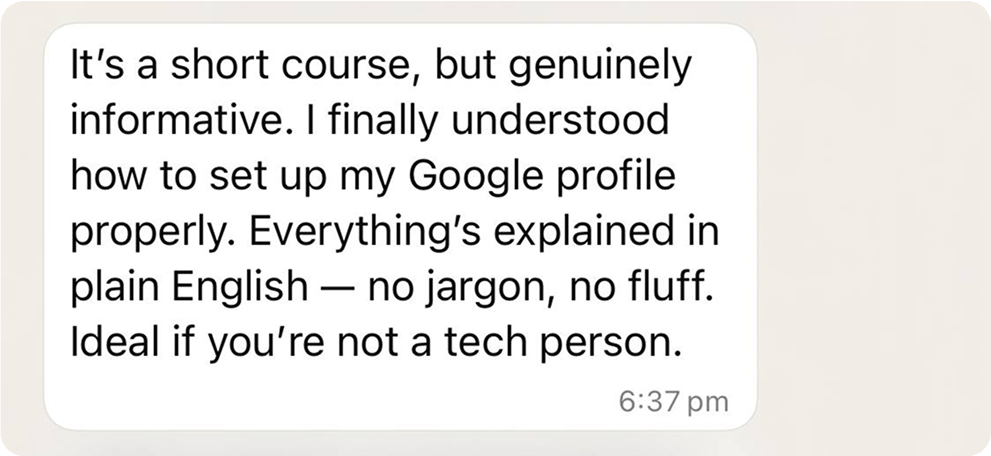 It’s a short course, but genuinely
informative. I finally understood
how to set up my Google profile
properly. Everything’s explained in
plain English — no jargon, no fluff.
Ideal if you’re not a tech person.
6:37 pm